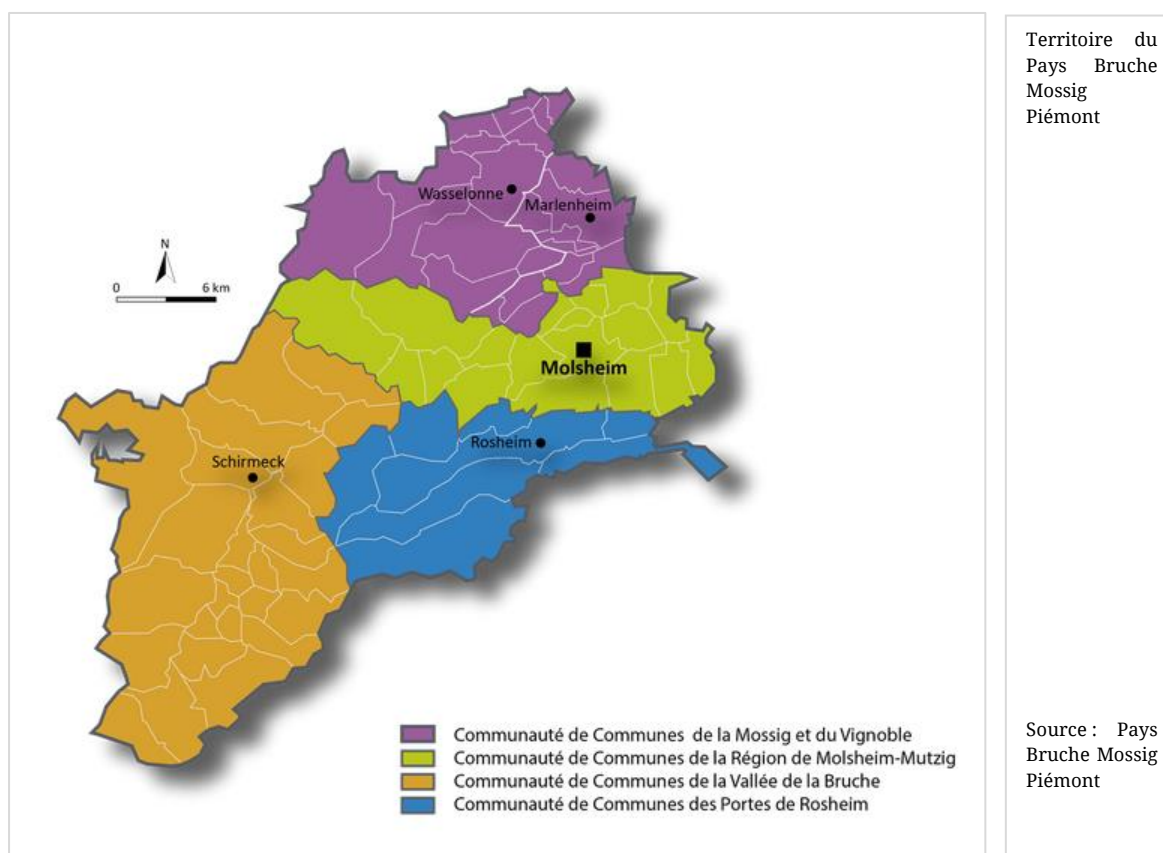 Territoire du
Pays Bruche
Mossig
Piémont
Wasselonne
Marlenheim
N
0 6 km
Molsheim
Rosheim
Schirmeck
Communauté de Communes de la Mossig et du Vignoble
Communauté de Communes de la Région de Molsheim-Mutzig
Communauté de Communes de la Vallée de la Bruche
Communauté de Communes des Portes de Rosheim
Source : Pays
Bruche Mossig
Piémont